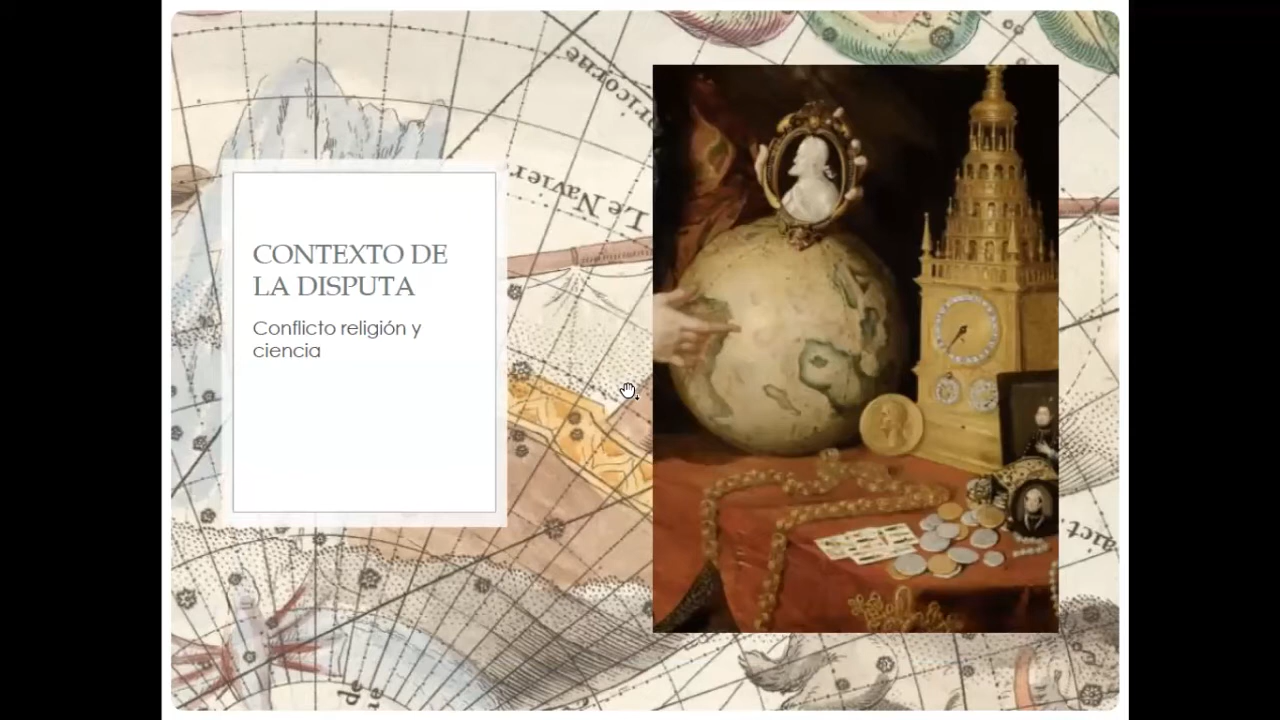 CONTEXTO DE
LA DISPUTA
Conflicto religión y
ciencia
Le Navier